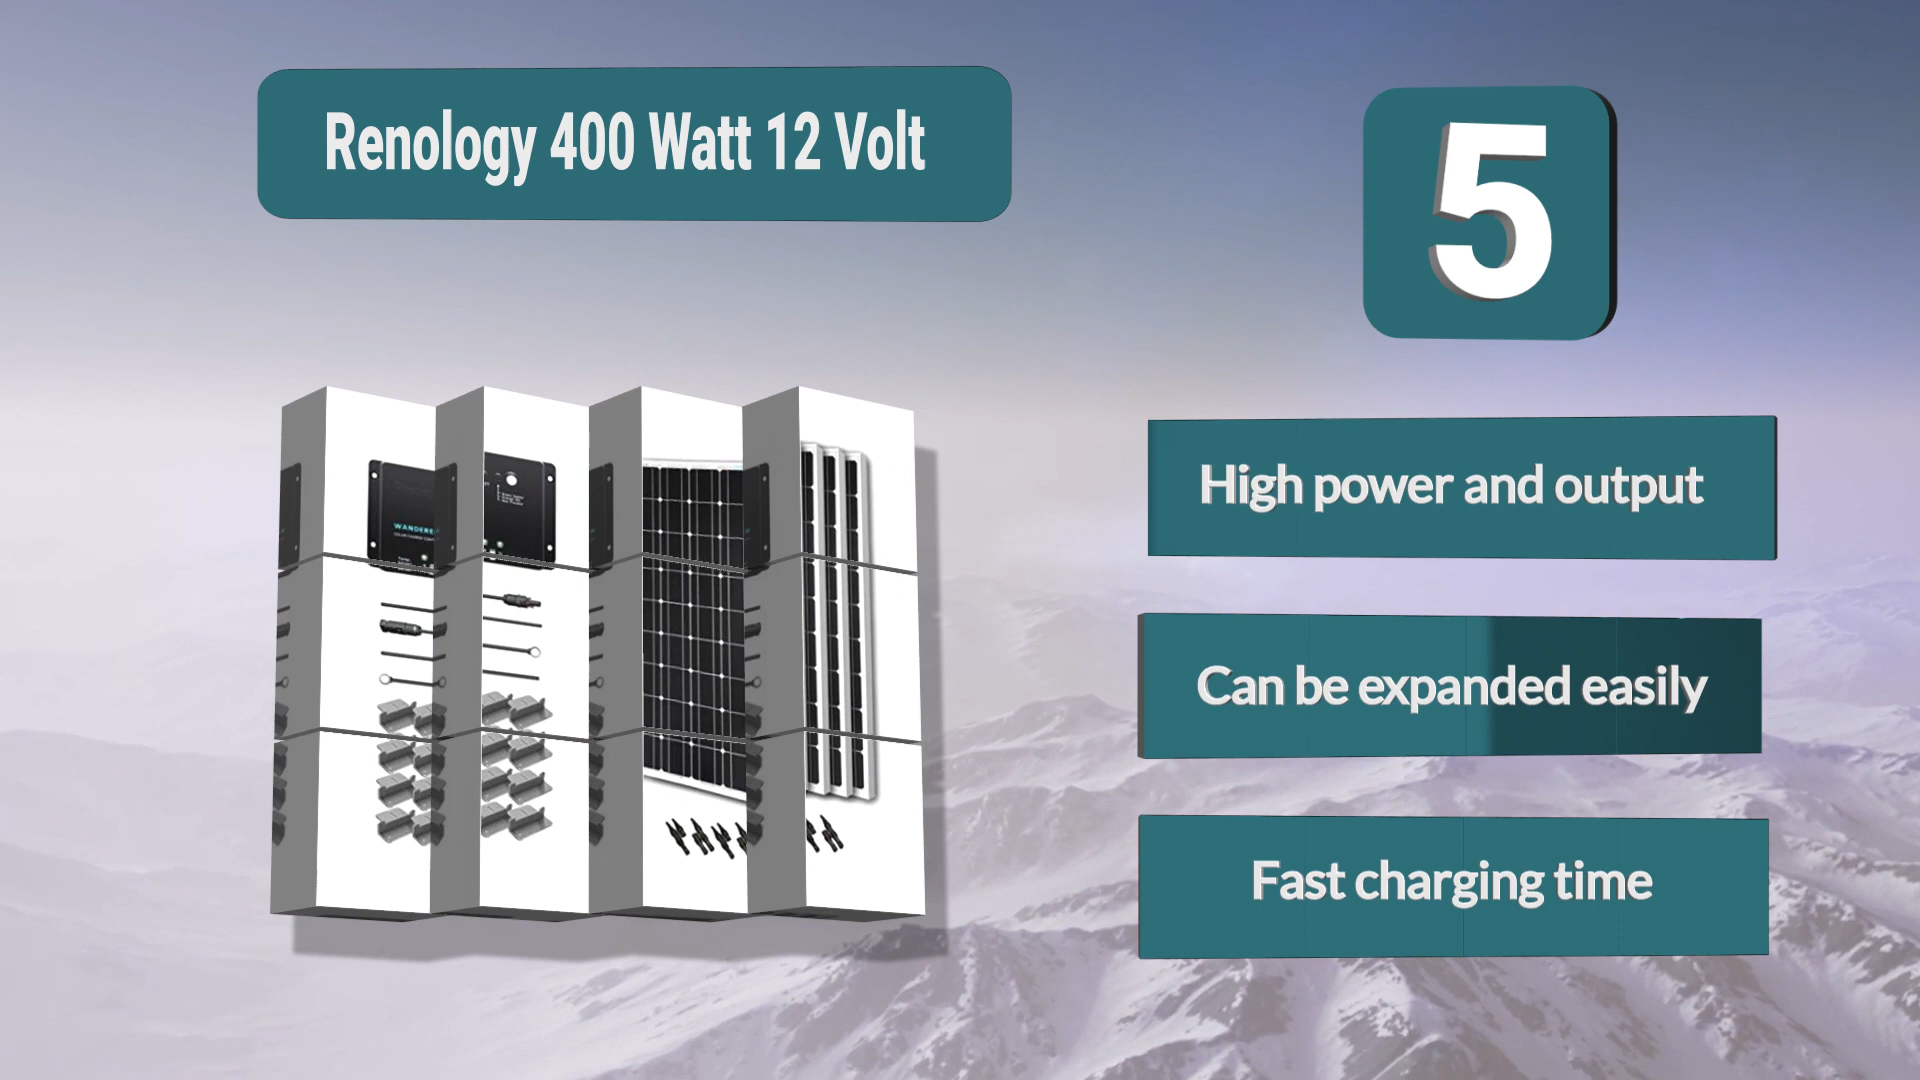 Renology 400 Watt 12 Volt
5
High power and output
Can be expanded easily
Fast charging time